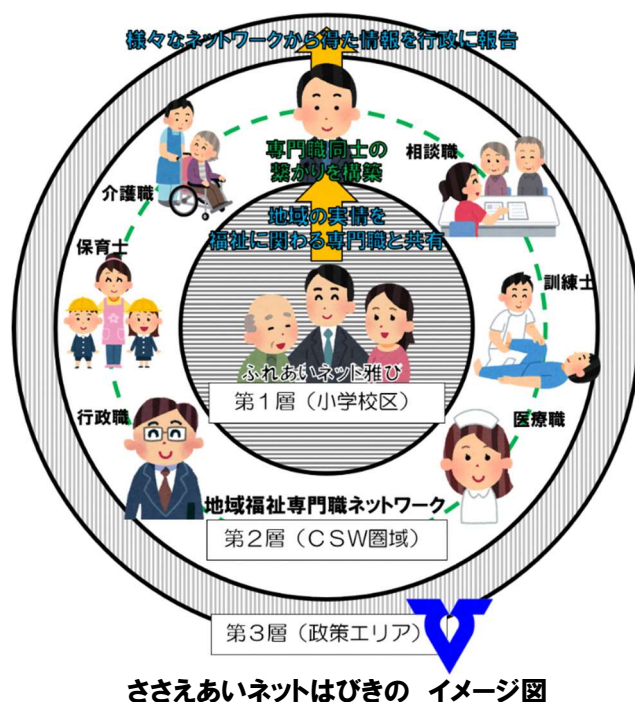 様々なネットワークから得た情報を行政に報告
専門職同士の
繋がりを構築
相談職
介護職
地域の実情を
福祉に関わる専門職と共有
保育士
訓練士
ふれあいネット雅び
第1層（小学校区）
行政職
医療職
地域福祉専門職ネットワーク
第2層（CSW圏域）
第3層（政策エリア）
ささえあいネットはびきの イメージ図